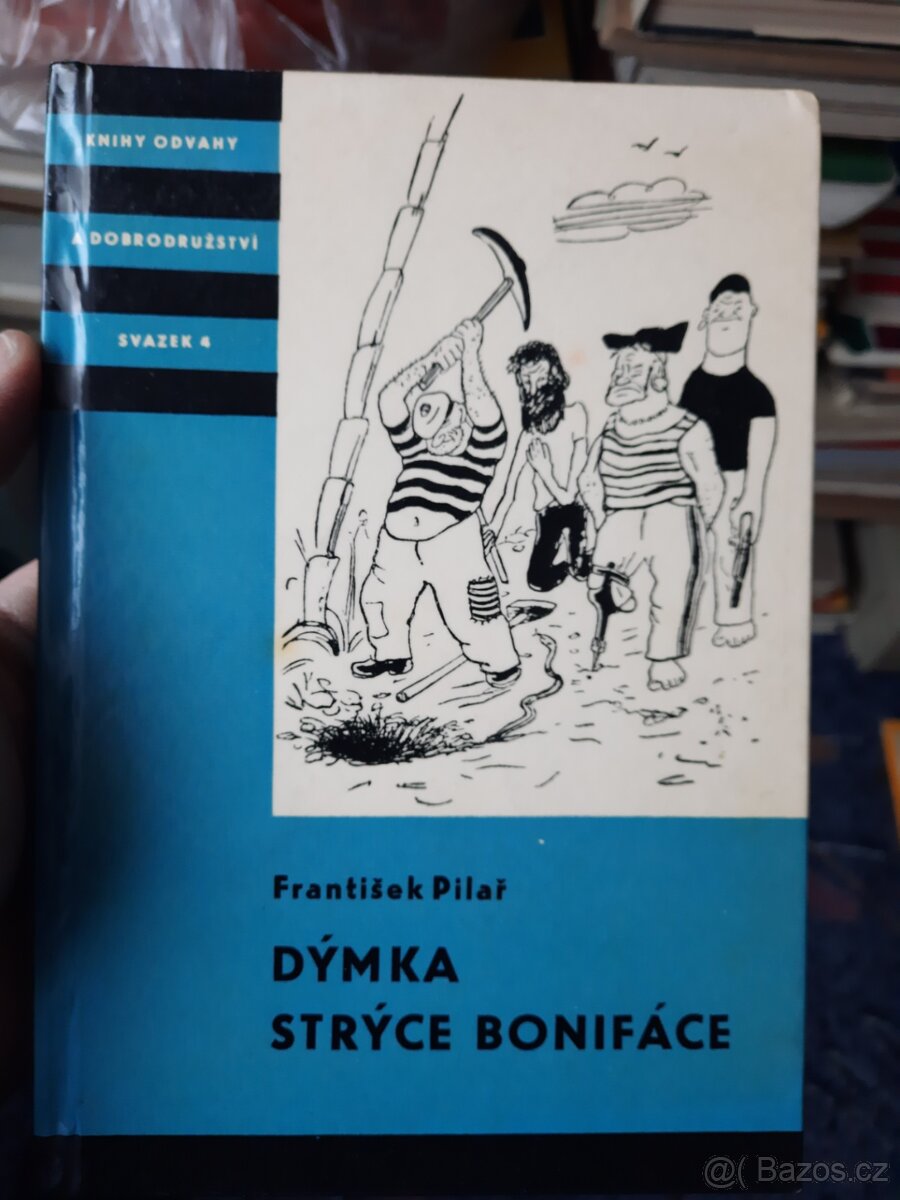 KNIHY ODVAHY
A DOBRODRUŽSTVÍ
SVAZEK 4
František Pilař
DÝMKA
STRÝCE BONIFÁCE
@( Bazos.cz